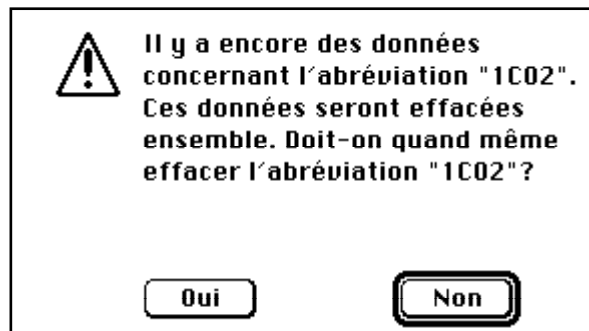 Il y a encore des données
concernant l'abréviation "1C02".
Ces données seront effacées
ensemble. Doit-on quand même
effacer l'abréviation "1C02"?
Oui
Non